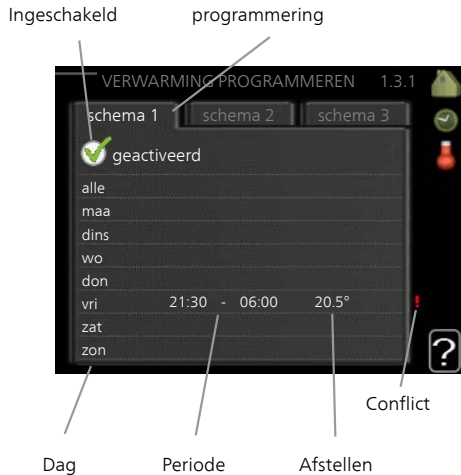 Ingeschakeld programmering
VERWARMING PROGRAMMEREN 1.3.1
schema 1 schema 2 schema 3
geactiveerd
alle
maa
dins
wo
don
vri 21:30 - 06:00 20.5° !
zat
zon
?
Conflict
Dag Periode Afstellen